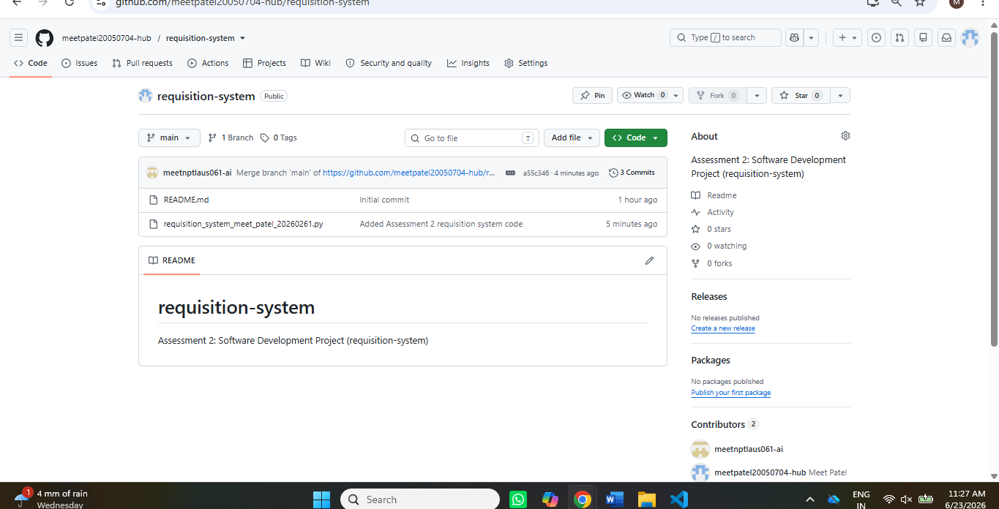 github.com/meetpatel20050704-hub/requisition-system
M
meetpatel20050704-hub / requisition-system
Type / to search
Code Issues Pull requests Actions Projects Wiki Security and quality Insights Settings
requisition-system Public
Pin Watch 0 Fork 0 Star 0
main 1 Branch 0 Tags Go to file T Add file Code
meetnptlaus061-ai Merge branch 'main' of https://github.com/meetpatel20050704-hub/r... a55c346 · 4 minutes ago 3 Commits
README.md Initial commit 1 hour ago
requisition_system_meet_patel_20260261.py Added Assessment 2 requisition system code 5 minutes ago
README
requisition-system
Assessment 2: Software Development Project (requisition-system)
About
Assessment 2: Software Development
Project (requisition-system)
Readme
Activity
0 stars
0 watching
0 forks
Releases
No releases published
Create a new release
Packages
No packages published
Publish your first package
Contributors 2
meetnptlaus061-ai
meetpatel20050704-hub Meet Patel
1
4 mm of rain
Wednesday
Search
ENG
IN
11:27 AM
6/23/2026